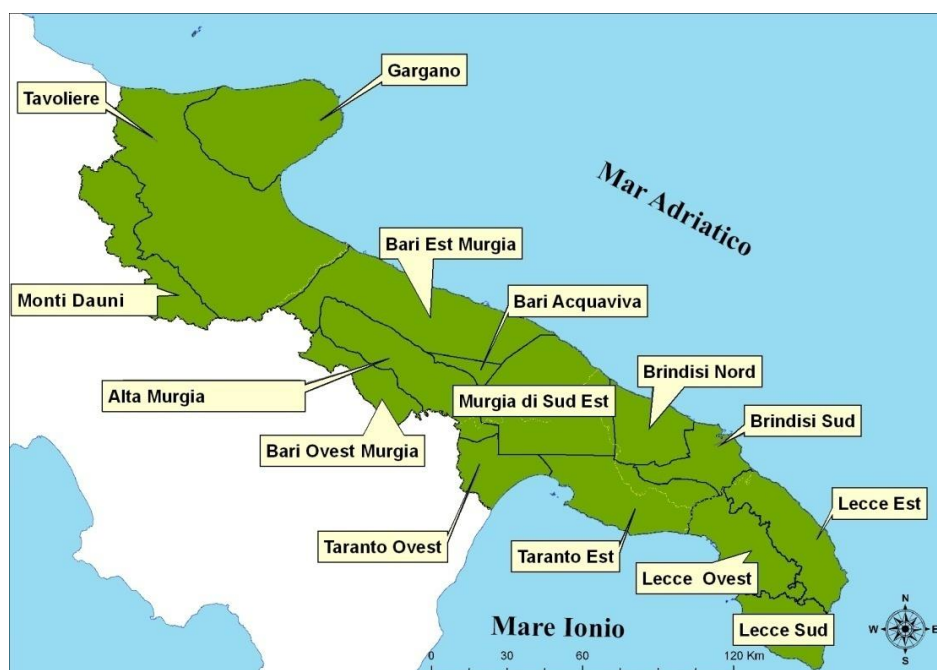 Gargano
Tavoliere
Mar Adriatico
Bari Est Murgia
Monti Dauni
Bari Acquaviva
Brindisi Nord
Alta Murgia
Murgia di Sud Est
Brindisi Sud
Bari Ovest Murgia
Lecce Est
Taranto Ovest
Taranto Est
Lecce Ovest
Mare Ionio
Lecce Sud
N
W E
S
0 30 60 120 Km